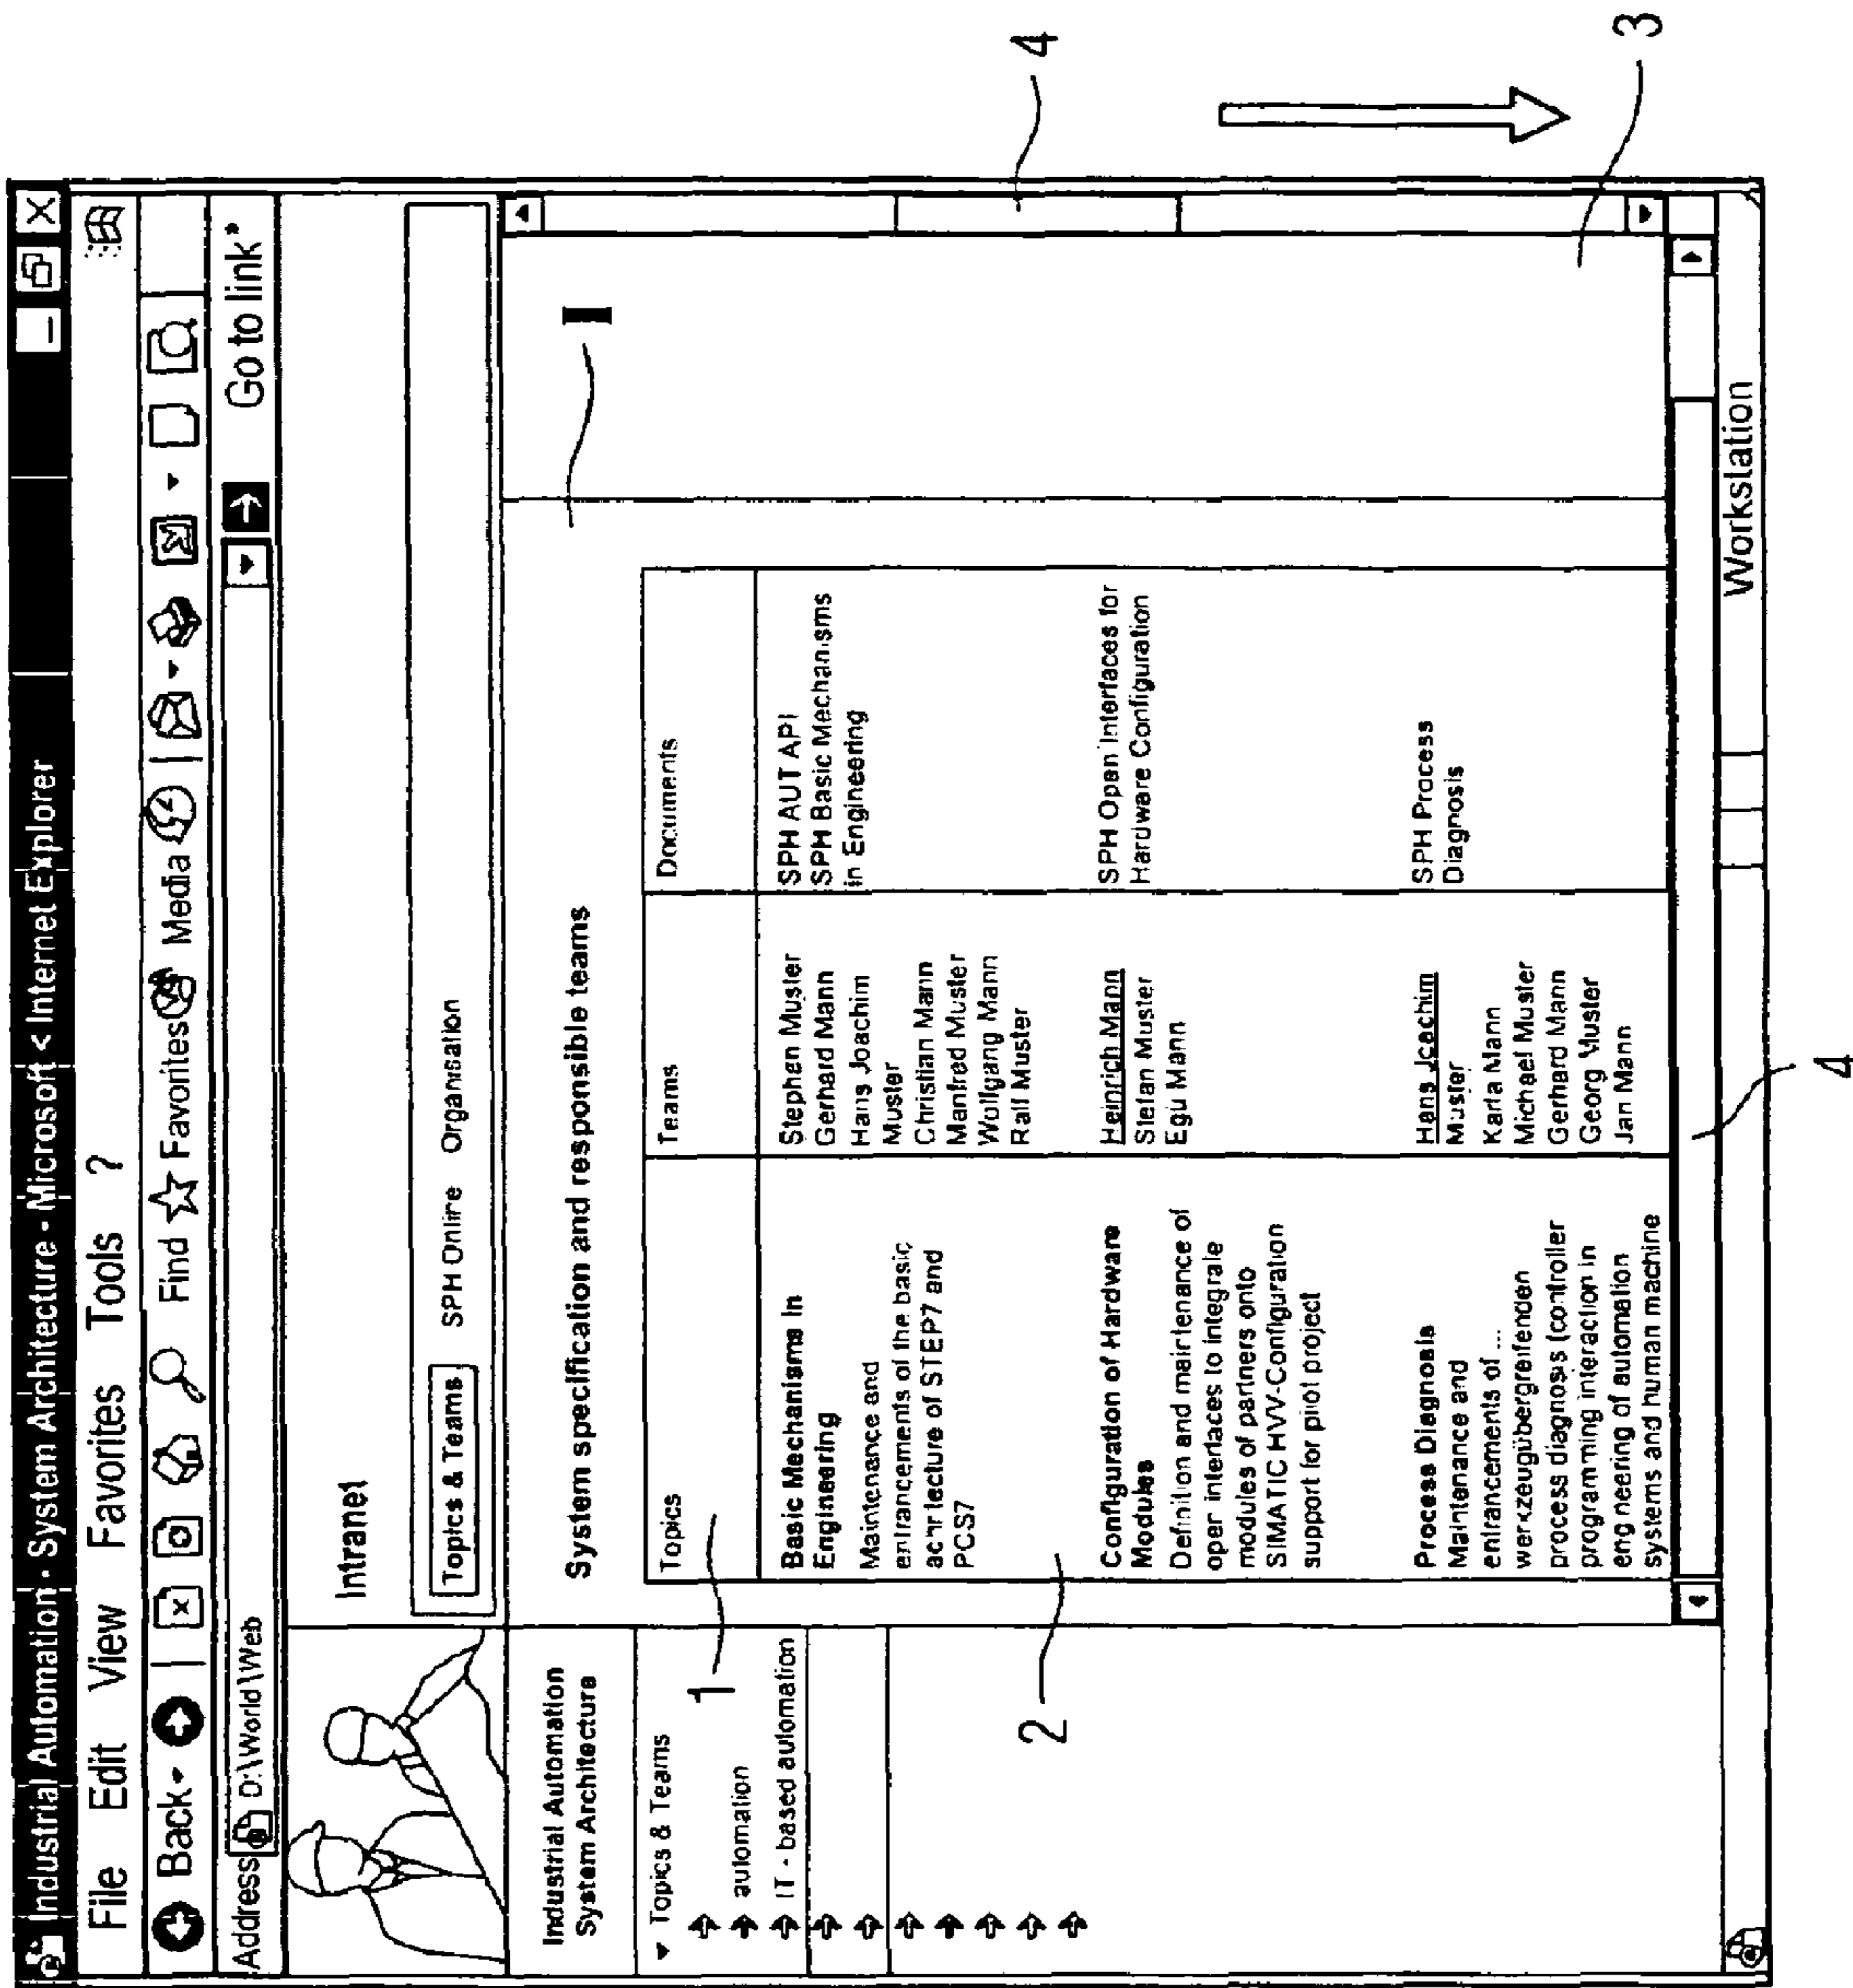 Industrial Automation - System Architecture - Microsoft < Internet Explorer
File Edit View Favorites Tools ?
Back Find Favorites Media
Address D:\World\Web Go to link"
Intranet
Topics & Teams SPH Online Organisation
Industrial Automation
System Architecture
Topics & Teams
automation
IT - based automation
System specification and responsible teams
I
Topics
Teams
Documents
Basic Mechanisms in
Engineering
Maintenance and
entrancements of the basic
achrtecture of STEP7 and
PCS7
Stephen Muster
Gerhard Mann
Hans Joachim
Muster
Christian Mann
Manfred Muster
Wolfgang Mann
Ralf Muster
SPH AUT API
SPH Basic Mechanisms
in Engineering
Configuration of Hardware
Modules
Definition and maintenance of
oper interfaces to integrate
modules of partners onto
SIMATIC HVV-Configuration
support for pilot project
Heinrich Mann
Stefan Muster
Egu Mann
SPH Open Interfaces for
Hardware Configuration
Process Diagnosis
Maintenance and
entrancements of ...
werkzeugübergreifenden
process diagnosis (controller
programming interaction in
engineering of automation
systems and human machine
Hans Joachim
Muster
Karla Mann
Michael Muster
Gerhard Mann
Georg Muster
Jan Mann
SPH Process
Diagnosis
Workstation
1
2
3
4
4